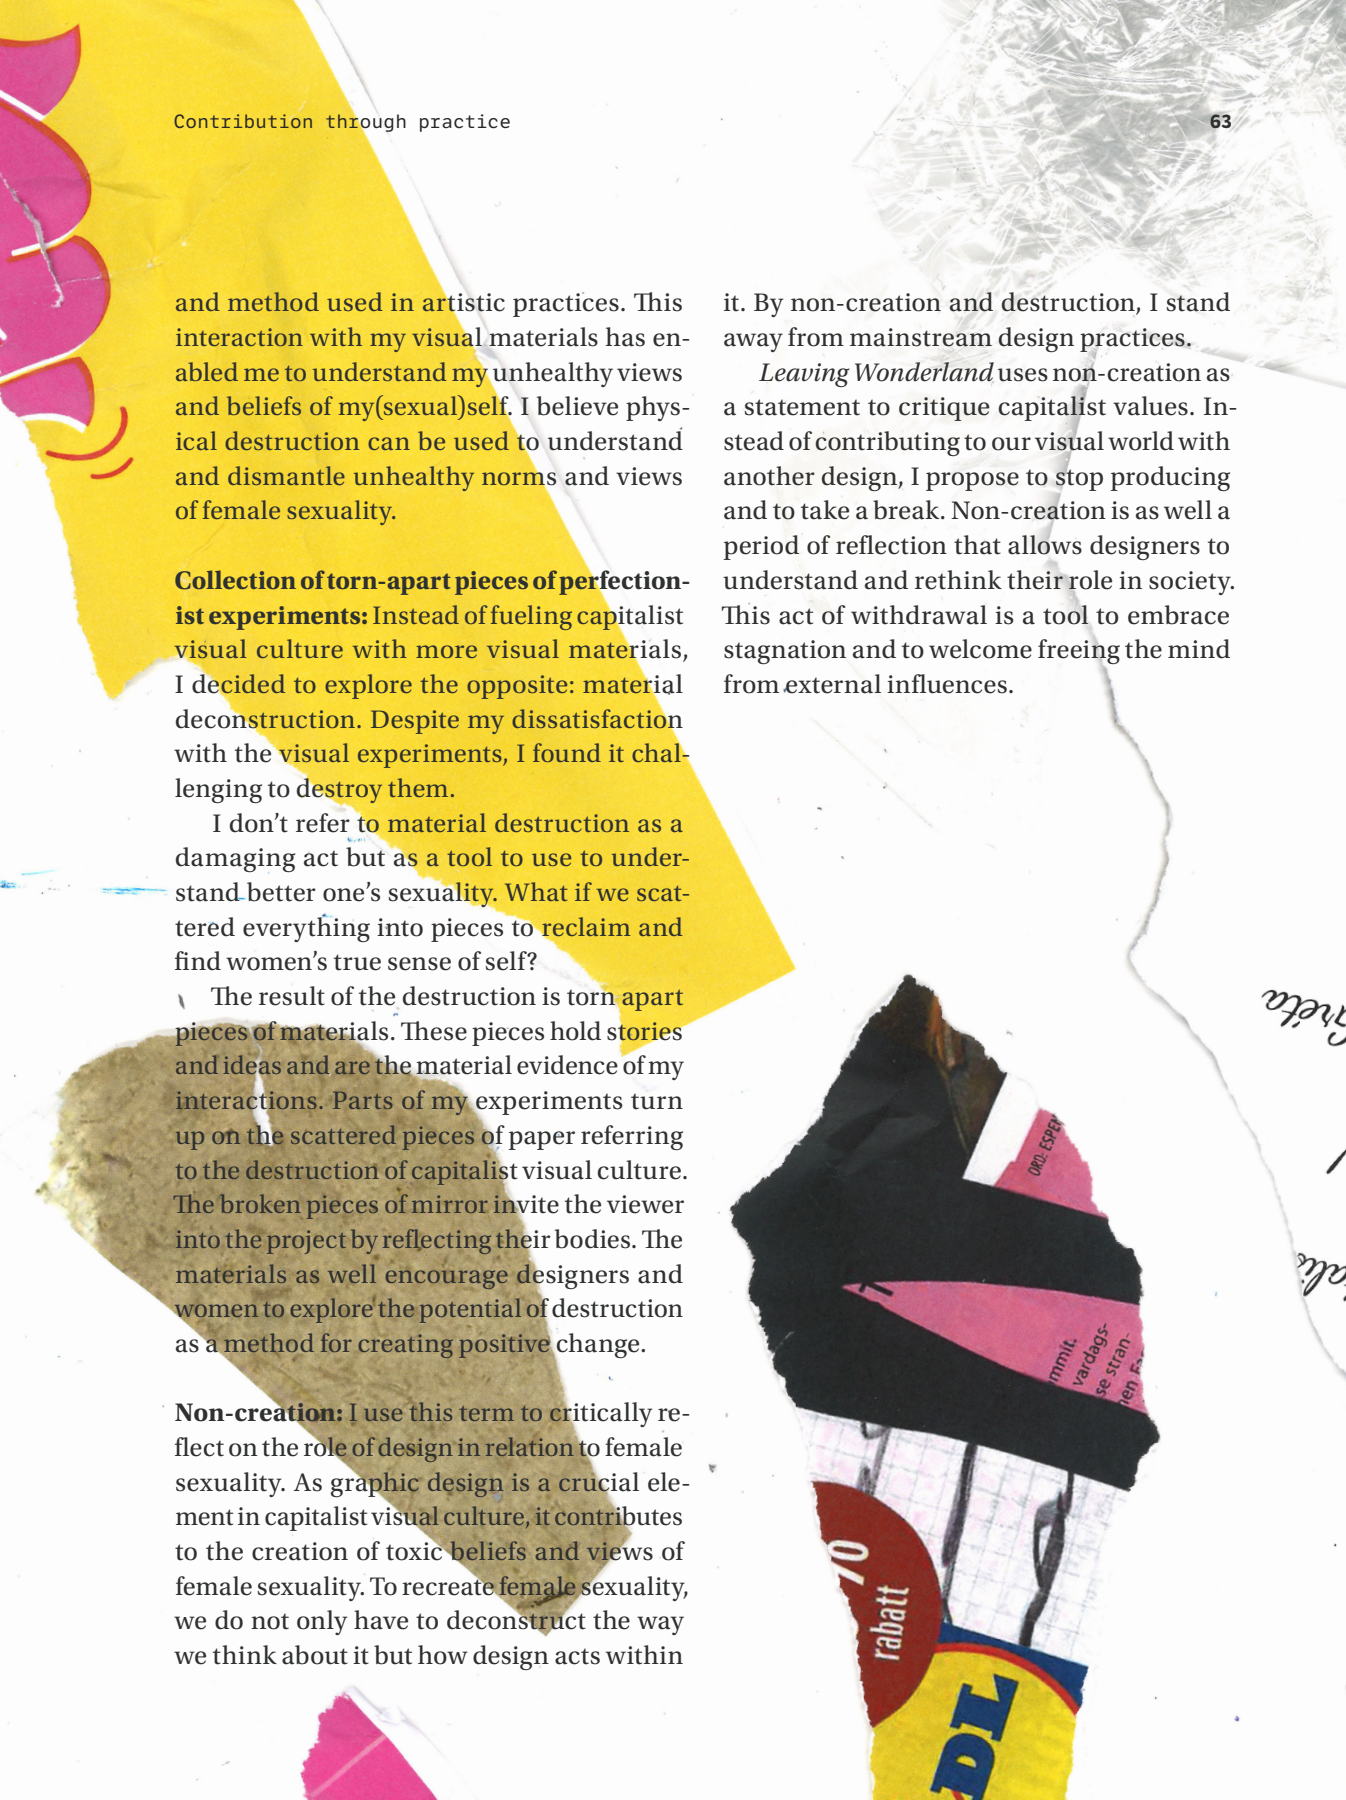 Contribution through practice
63
and method used in artistic practices. This
interaction with my visual materials has en-
abled me to understand my unhealthy views
and beliefs of my(sexual)self. I believe phys-
ical destruction can be used to understand
and dismantle unhealthy norms and views
of female sexuality.
Collection of torn-apart pieces of perfection-
ist experiments: Instead of fueling capitalist
visual culture with more visual materials,
I decided to explore the opposite: material
deconstruction. Despite my dissatisfaction
with the visual experiments, I found it chal-
lenging to destroy them.
I don’t refer to material destruction as a
damaging act but as a tool to use to under-
stand better one’s sexuality. What if we scat-
tered everything into pieces to reclaim and
find women’s true sense of self?
The result of the destruction is torn apart
pieces of materials. These pieces hold stories
and ideas and are the material evidence of my
interactions. Parts of my experiments turn
up on the scattered pieces of paper referring
to the destruction of capitalist visual culture.
The broken pieces of mirror invite the viewer
into the project by reflecting their bodies. The
materials as well encourage designers and
women to explore the potential of destruction
as a method for creating positive change.
Non-creation: I use this term to critically re-
flect on the role of design in relation to female
sexuality. As graphic design is a crucial ele-
ment in capitalist visual culture, it contributes
to the creation of toxic beliefs and views of
female sexuality. To recreate female sexuality,
we do not only have to deconstruct the way
we think about it but how design acts within
it. By non-creation and destruction, I stand
away from mainstream design practices.
Leaving Wonderland uses non-creation as
a statement to critique capitalist values. In-
stead of contributing to our visual world with
another design, I propose to stop producing
and to take a break. Non-creation is as well a
period of reflection that allows designers to
understand and rethink their role in society.
This act of withdrawal is a tool to embrace
stagnation and to welcome freeing the mind
from external influences.
ORD: ESPEN
mmit.
vardags-
se stran-
70
rabatt
DL